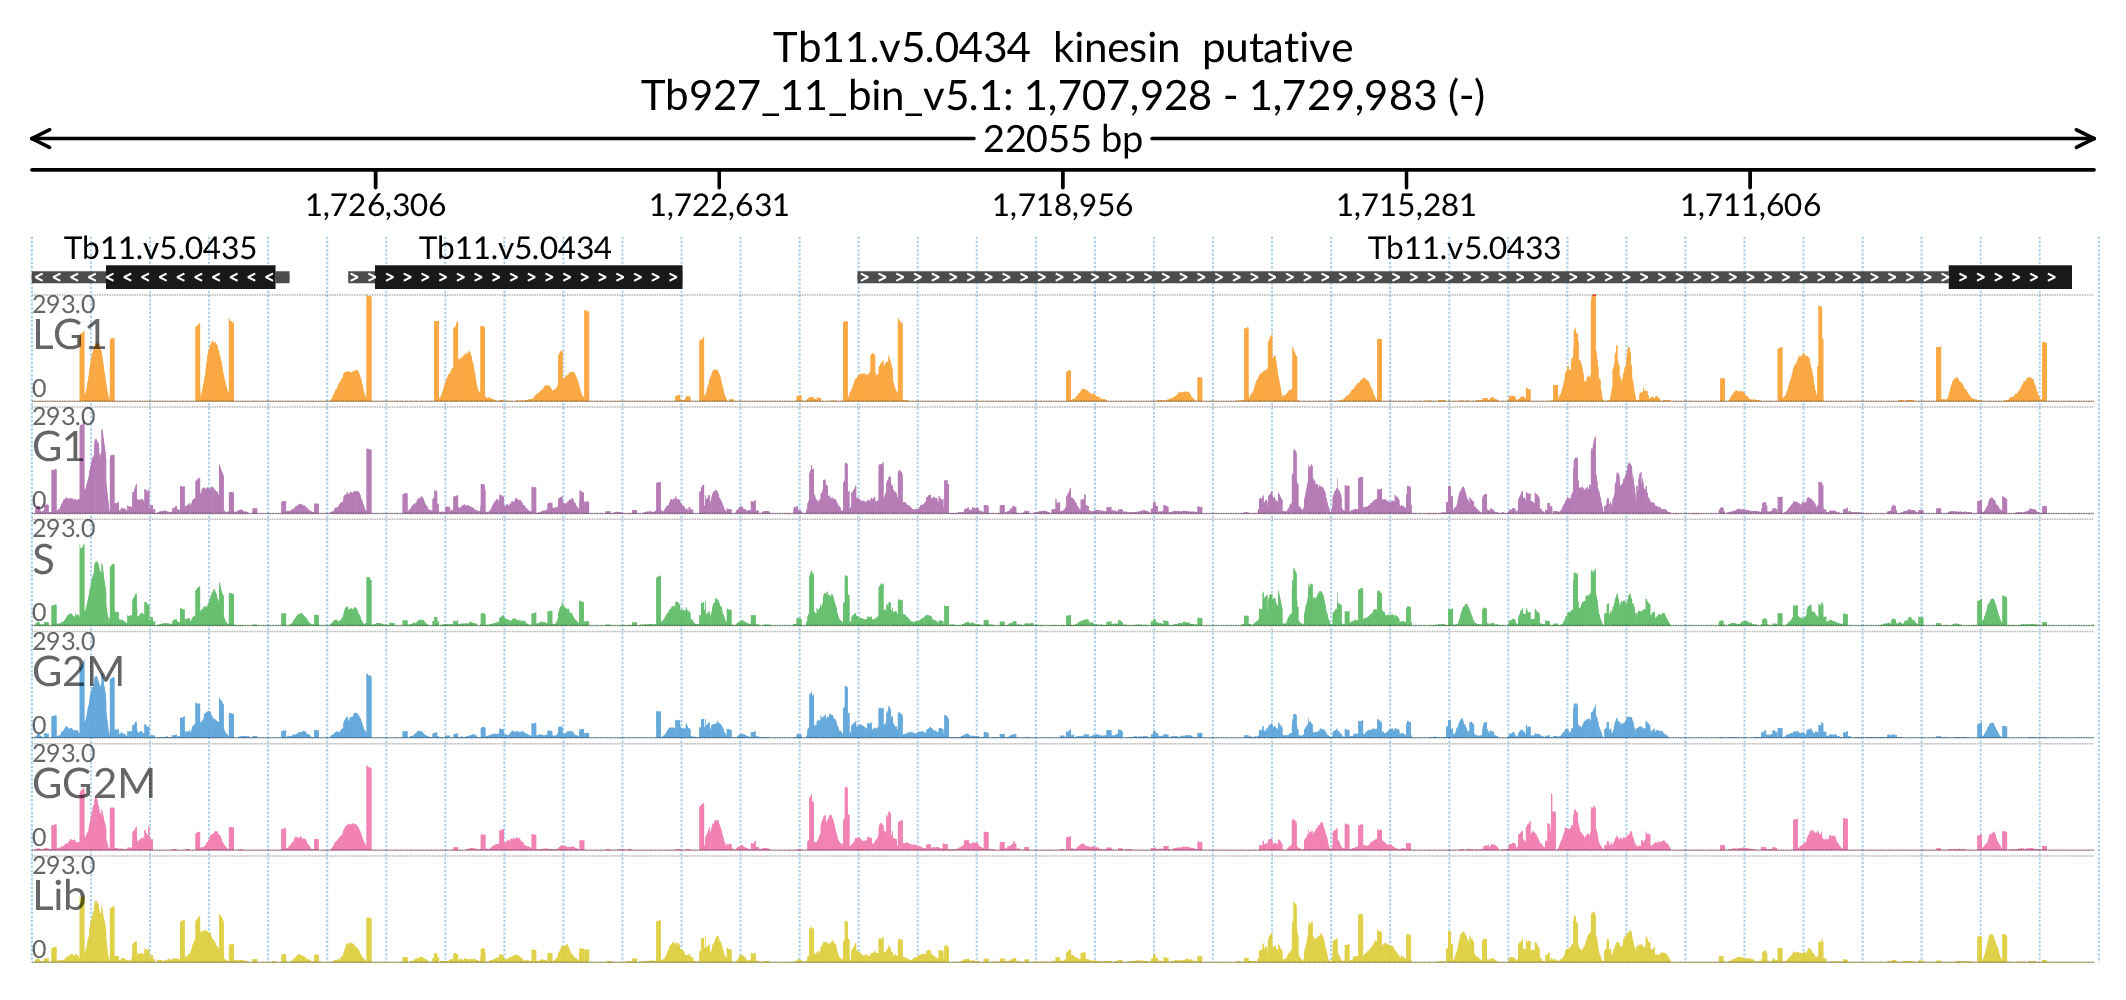 Tb11.v5.0434 kinesin putative
Tb927_11_bin_v5.1: 1,707,928 - 1,729,983 (-)
22055 bp
1,726,306 1,722,631 1,718,956 1,715,281 1,711,606
Tb11.v5.0435 Tb11.v5.0434 Tb11.v5.0433
293.0
LG1
0
293.0
G1
0
293.0
S
0
293.0
G2M
0
293.0
GG2M
0
293.0
Lib
0